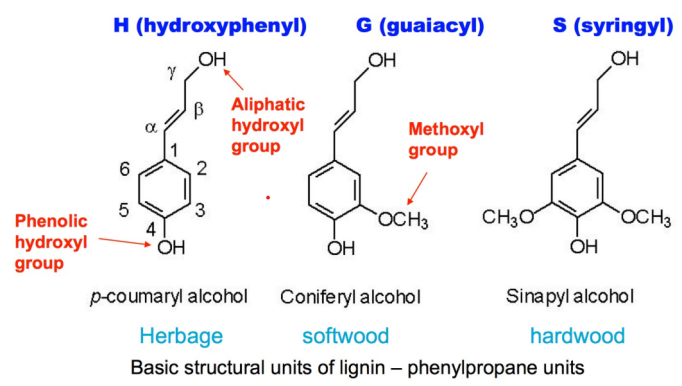 H (hydroxyphenyl)
G (guaiacyl)
S (syringyl)
OH
OH
OH
γ
Aliphatic
hydroxyl
group
β
α
Methoxyl
group
1
6
2
5
3
4
Phenolic
hydroxyl
group
OH
OCH3
OH
H3CO
OCH3
OH
p-coumaryl alcohol
Coniferyl alcohol
Sinapyl alcohol
Herbage
softwood
hardwood
Basic structural units of lignin – phenylpropane units